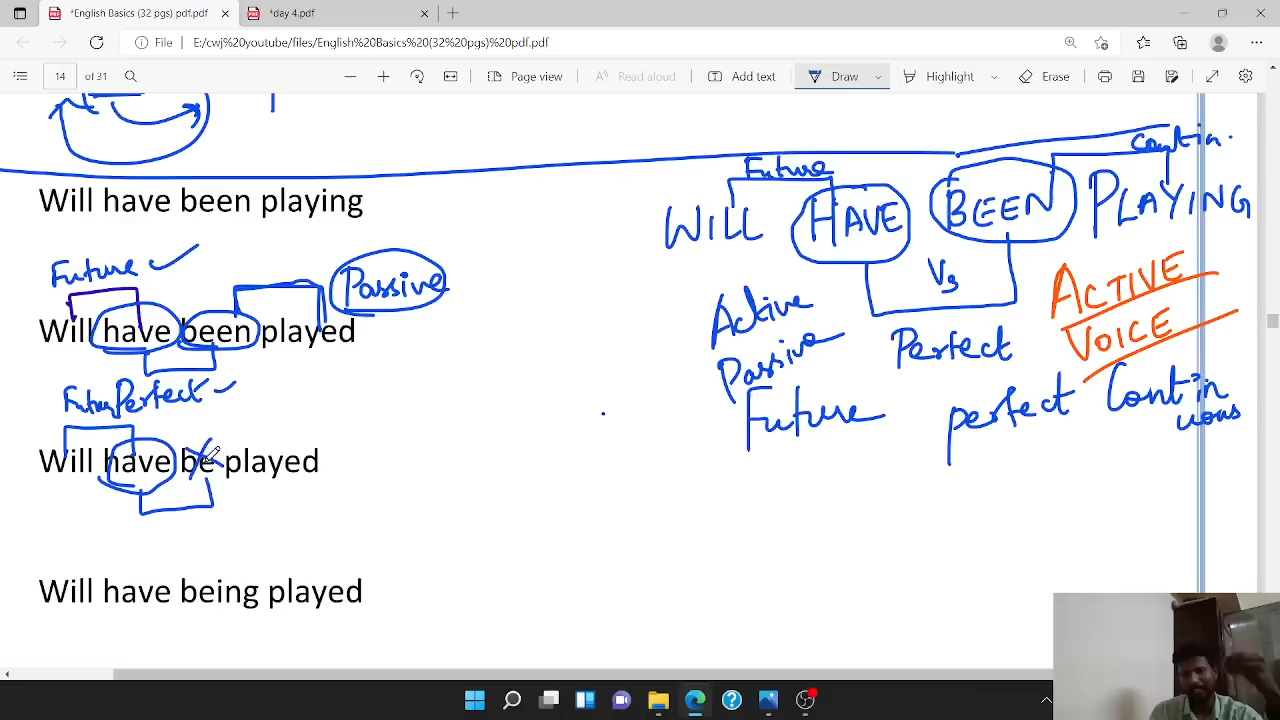 *English Basics (32 pgs) pdf.pdf
*day 4.pdf
File E:/cwj%20youtube/files/English%20Basics%20(32%20pgs)%20pdf.pdf
14 of 31 Page view Read aloud Add text Draw Highlight Erase
Contin.
Future
Will have been playing
WILL HAVE BEEN PLAYING
Future
Passive
V3
ACTIVE
Will have been played
Active
VOICE
Passive
Perfect
Perfect
Future perfect Contin
uous
Will have be played
Will have being played